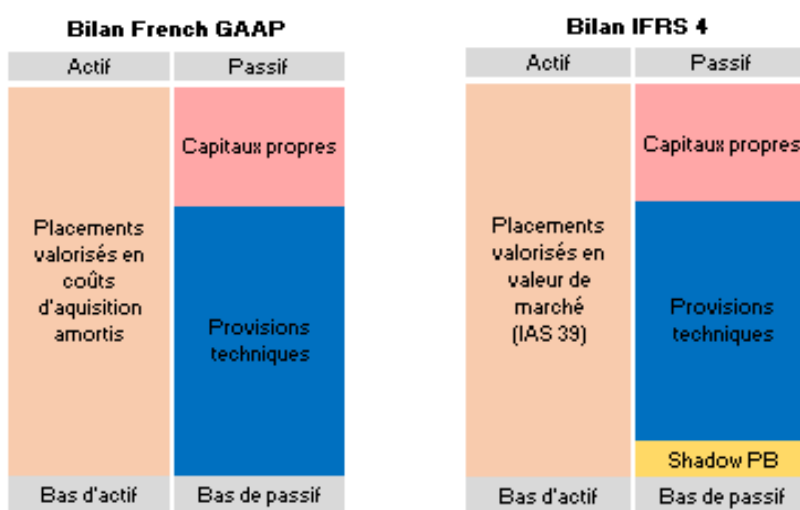 Bilan French GAAP
Actif
Passif
Capitaux propres
Placements
valorisés en
coûts
d'aquisition
amortis
Provisions
techniques
Bas d'actif
Bas de passif
Bilan IFRS 4
Actif
Passif
Capitaux propres
Placements
valorisés en
valeur de
marché
(IAS 39)
Provisions
techniques
Shadow PB
Bas d'actif
Bas de passif